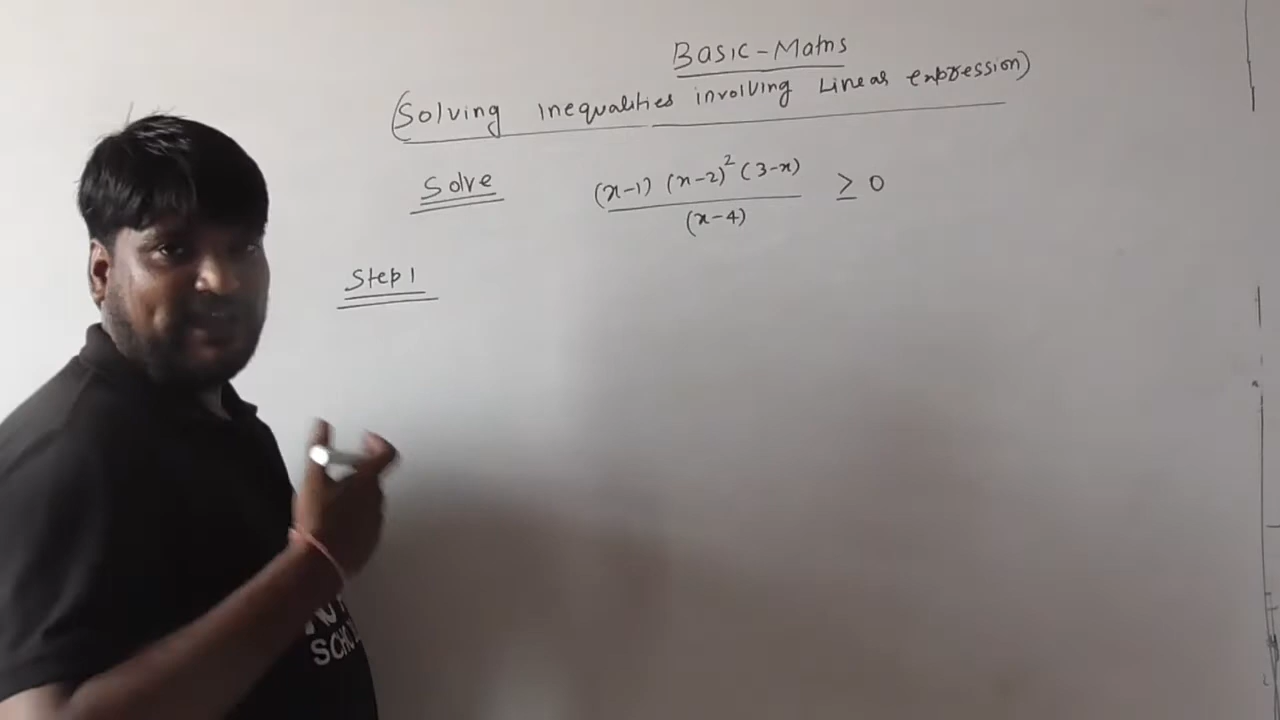 Basic-Maths
(Solving inequalities involving Linear expression)
Solve (x-1) (x-2)² (3-x) / (x-4) ≥ 0
Step 1